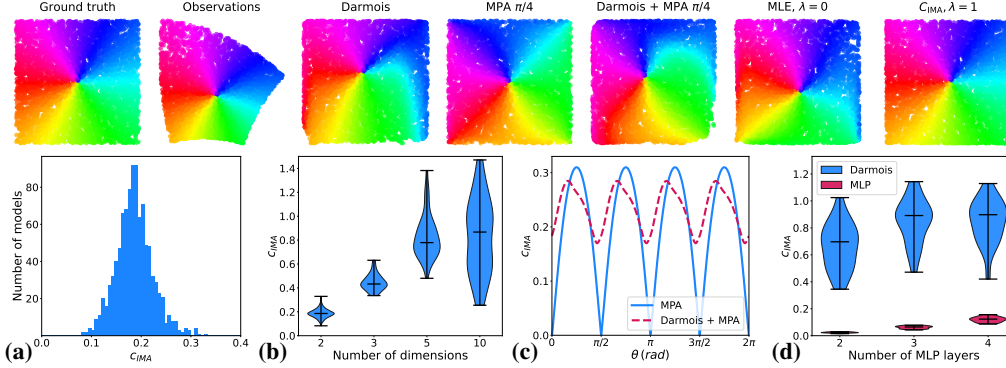 Ground truth
Observations
Darmois
MPA π/4
Darmois + MPA π/4
MLE, λ = 0
C_IMA, λ = 1
Number of models
80
60
40
20
0.0 0.1 0.2 0.3 0.4
c_IMA
(a)
c_IMA
1.4
1.2
1.0
0.8
0.6
0.4
0.2
0.0
2 3 5 10
Number of dimensions
(b)
c_IMA
0.3
0.2
0.1
0.0
MPA
Darmois + MPA
0 π/2 π 3π/2 2π
θ (rad)
(c)
c_IMA
Darmois
MLP
1.2
1.0
0.8
0.6
0.4
0.2
0.0
2 3 4
Number of MLP layers
(d)